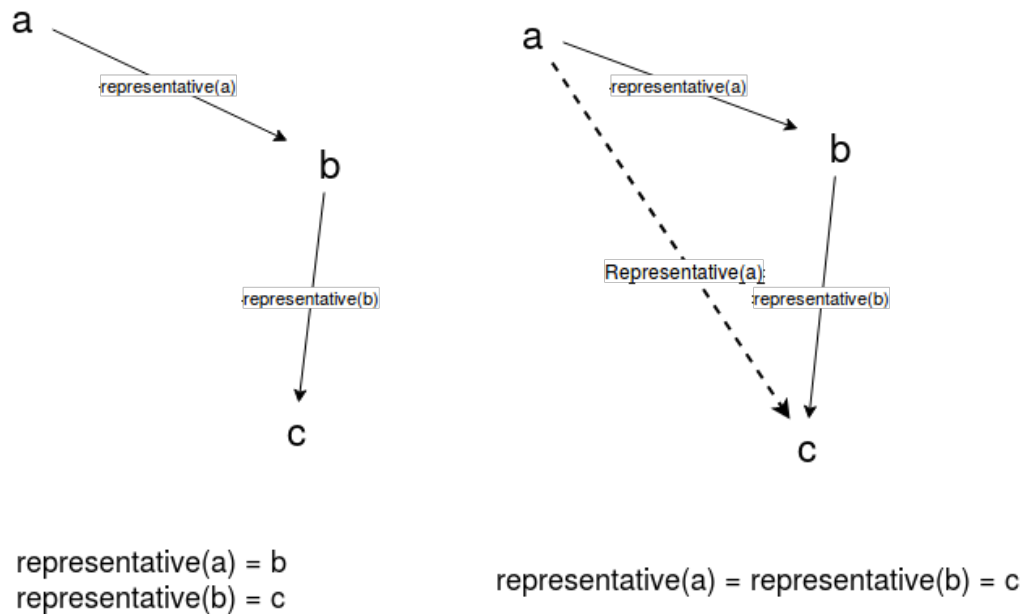 a
representative(a)
b
representative(b)
c
representative(a) = b
representative(b) = c
a
representative(a)
b
Representative(a)
representative(b)
c
representative(a) = representative(b) = c